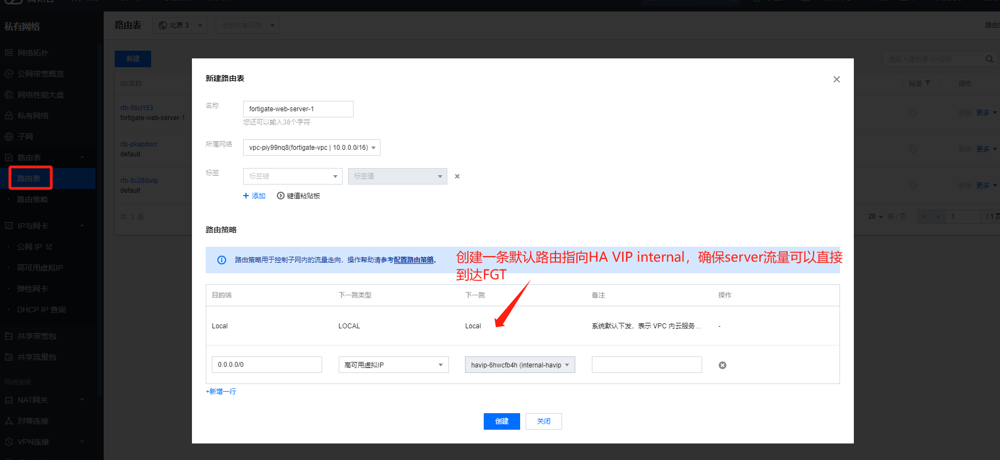 私有网络
路由表
北京 3
全部私有网络
路由
网络拓扑
公网带宽概览
网络性能大盘
私有网络
子网
路由表
路由表
路由策略
IP与网卡
公网 IP
高可用虚拟IP
弹性网卡
DHCP IP 查询
共享带宽包
共享流量包
网络连接
NAT网关
对等连接
VPN连接
新建
请输入路由表 ID/名称
ID/名称
标签
操作
rtb-5ticl153
fortigate-web-server-1
删除 更多
rtb-pkapdocr
default
删除 更多
rtb-8s280wlp
default
删除 更多
共 3 条
20 条 / 页
1
/ 1 页
新建路由表
名称
fortigate-web-server-1
您还可以输入38个字符
所属网络
vpc-piy99nq8(fortigate-vpc | 10.0.0.0/16)
标签
标签键
标签值
添加
键值粘贴板
路由策略
路由策略用于控制子网内的流量走向，操作帮助请参考配置路由策略。
创建一条默认路由指向HA VIP internal，确保server流量可以直接
到达FGT
目的端 下一跳类型 下一跳 备注 操作
Local LOCAL Local 系统默认下发，表示 VPC 内云服务... -
0.0.0.0/0 高可用虚拟IP havip-6hwcfb4h (internal-havip
+新增一行
创建
关闭